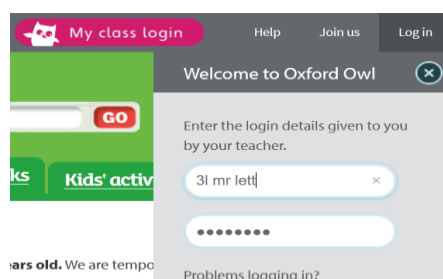 My class login
Help
Join us
Log in
Welcome to Oxford Owl
GO
Enter the login details given to you
by your teacher.
ks
Kids' activ
3l mr lett
Problems logging in?
ars old. We are tempo